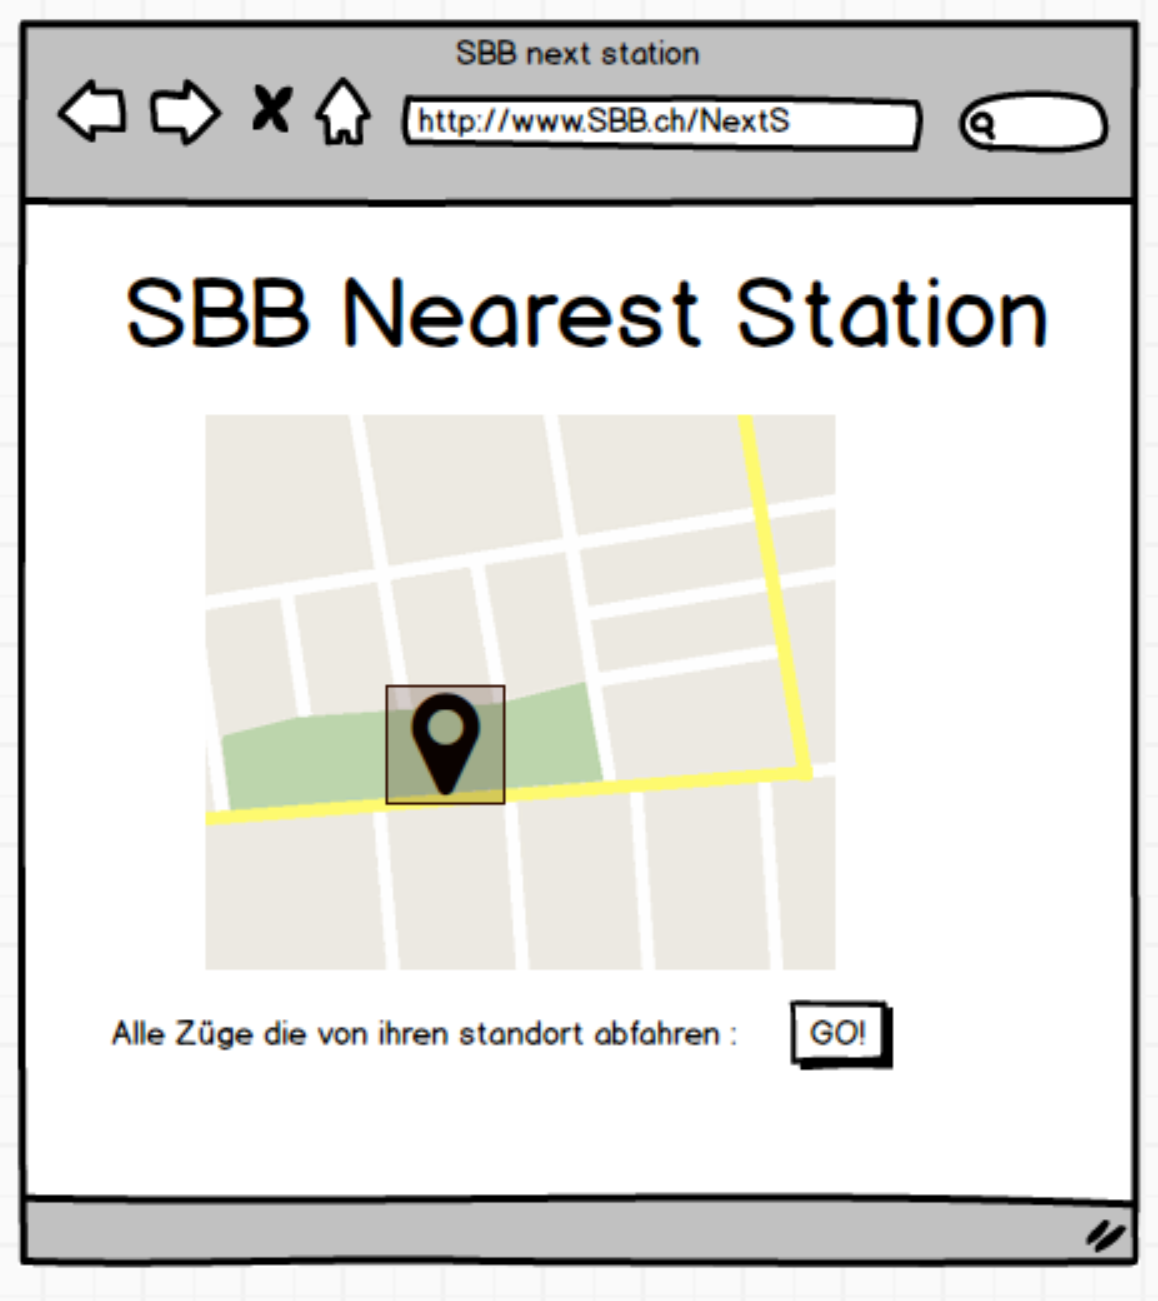 SBB next station
http://www.SBB.ch/NextS
SBB Nearest Station
Alle Züge die von ihren standort abfahren :
GO!